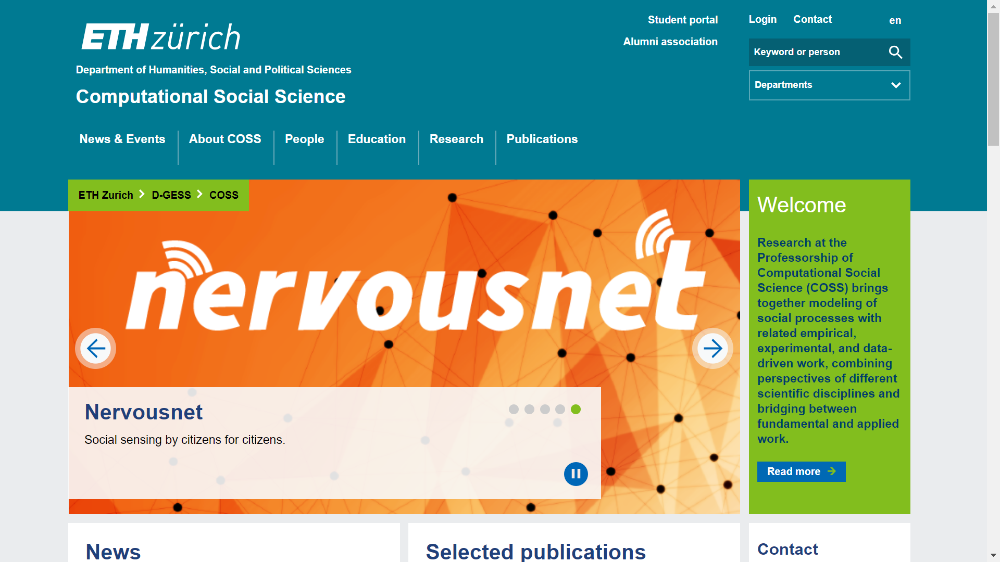 ETH zürich
Department of Humanities, Social and Political Sciences
Computational Social Science
Student portal
Alumni association
Login
Contact
en
Keyword or person
Departments
News & Events
About COSS
People
Education
Research
Publications
ETH Zurich
D-GESS
COSS
nervousnet
Nervousnet
Social sensing by citizens for citizens.
Welcome
Research at the
Professorship of
Computational Social
Science (COSS) brings
together modeling of
social processes with
related empirical,
experimental, and data-
driven work, combining
perspectives of different
scientific disciplines and
bridging between
fundamental and applied
work.
Read more
News
Selected publications
Contact